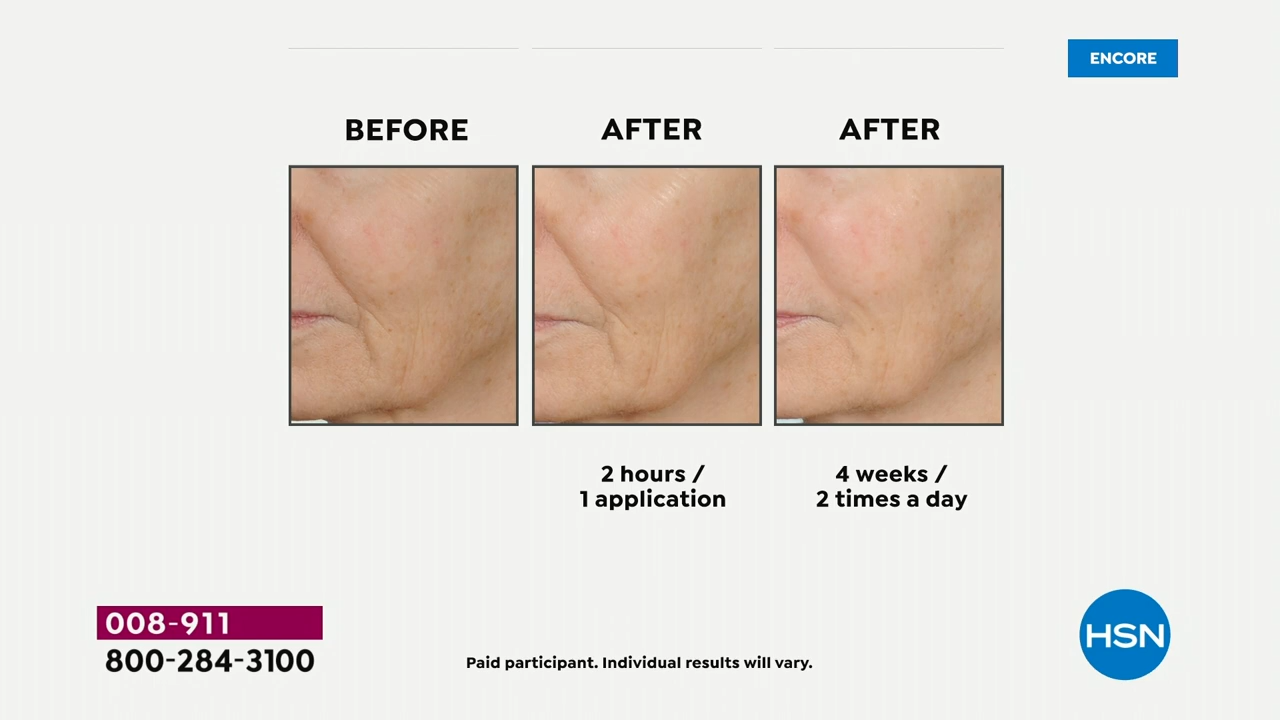 ENCORE
BEFORE
AFTER
AFTER
2 hours /
1 application
4 weeks /
2 times a day
008-911
800-284-3100
Paid participant. Individual results will vary.
HSN